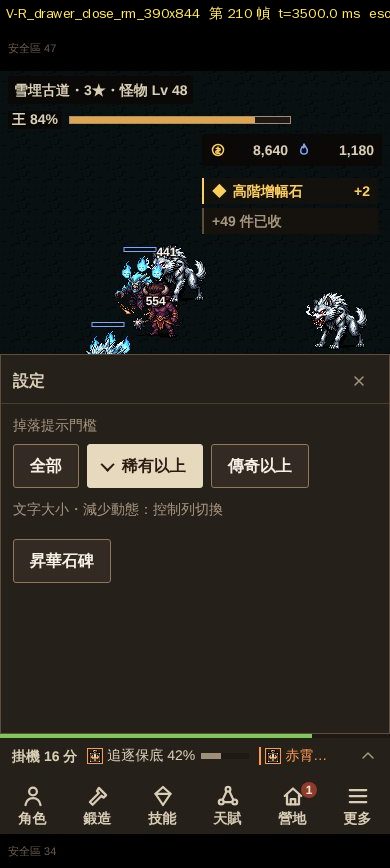 V-R_drawer_close_rm_390x844 第 210 幀 t=3500.0 ms esc
安全區 47
雪埋古道・3★・怪物 Lv 48
王 84%
8,640 1,180
高階增幅石 +2
+49 件已收
441
554
設定
掉落提示門檻
全部 稀有以上 傳奇以上
文字大小・減少動態：控制列切換
昇華石碑
掛機 16 分 追逐保底 42% 赤霄…
1
角色 鍛造 技能 天賦 營地 更多
安全區 34